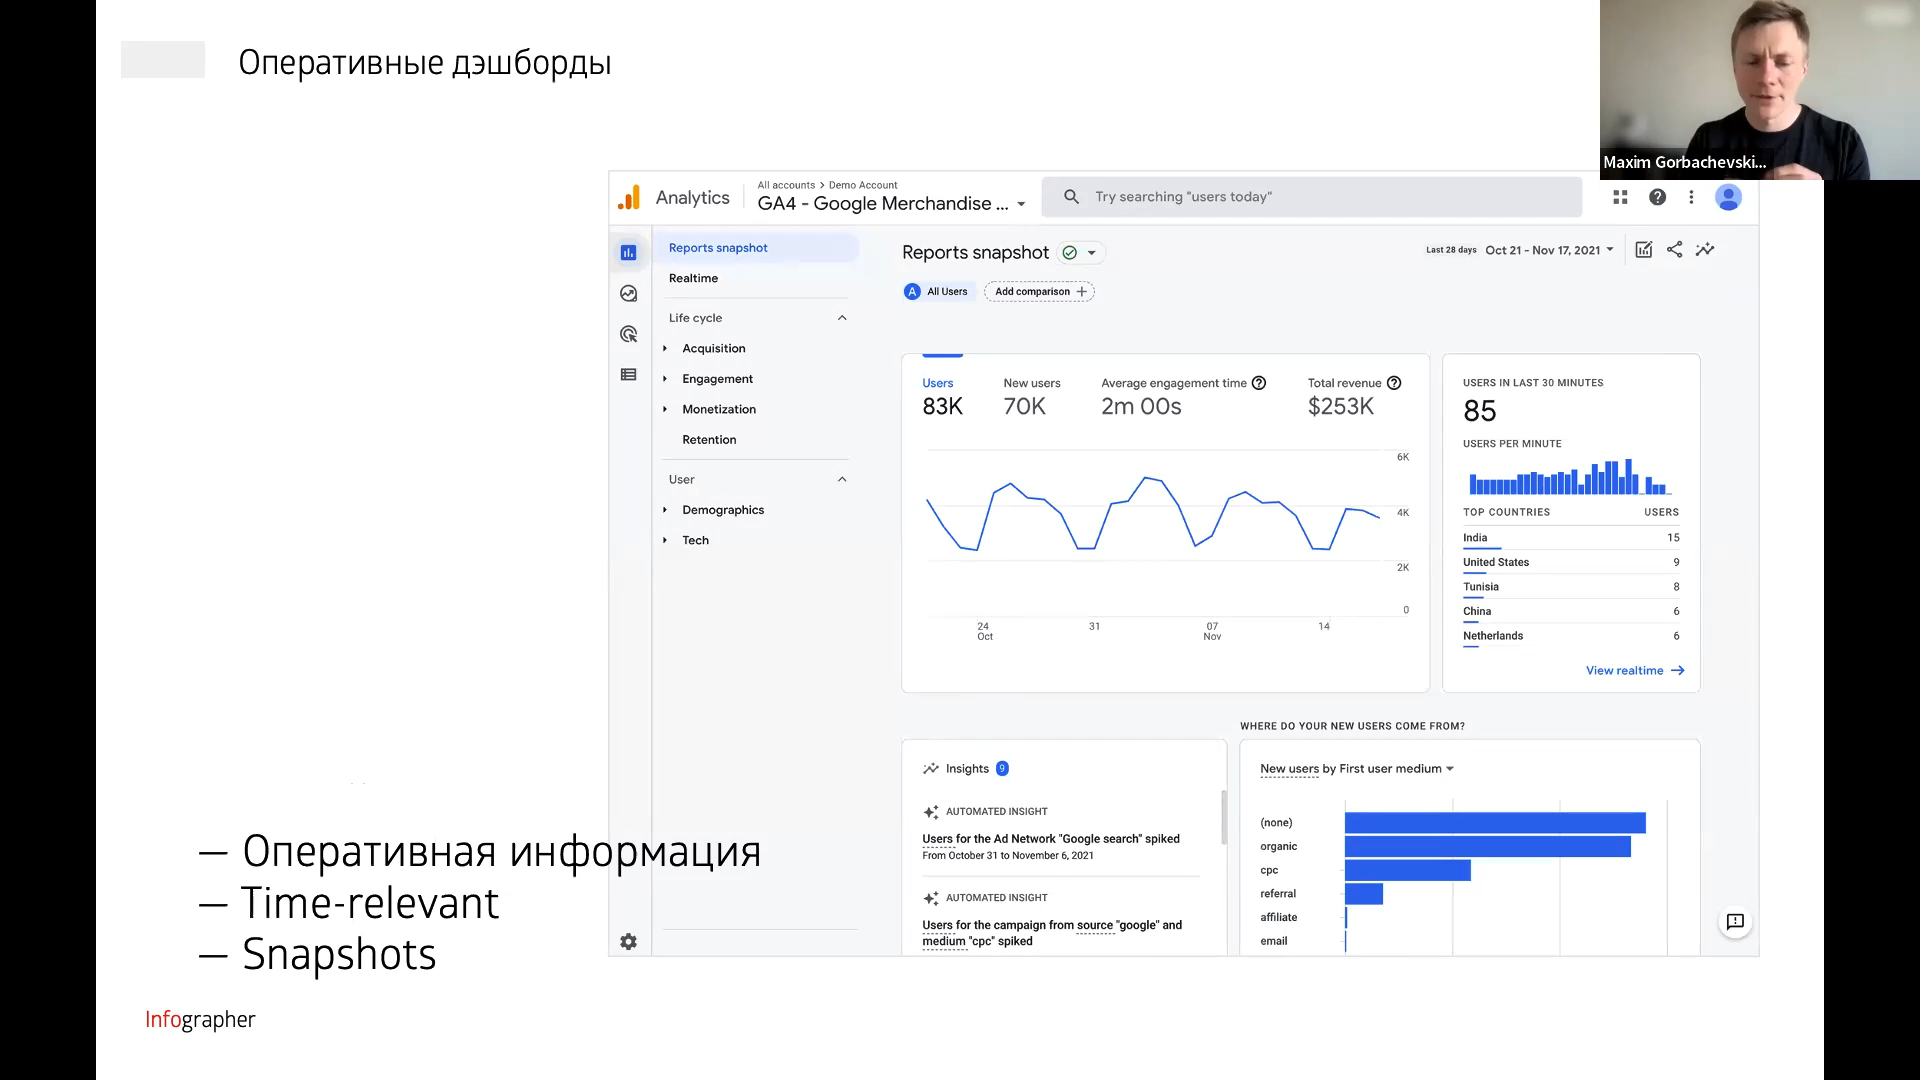 Оперативные дэшборды
Maxim Gorbachevski...
Analytics
All accounts > Demo Account
GA4 - Google Merchandise ...
Try searching "users today"
Reports snapshot
Realtime
Life cycle
Acquisition
Engagement
Monetization
Retention
User
Demographics
Tech
Reports snapshot
Last 28 days Oct 21 - Nov 17, 2021
A All Users
Add comparison +
Users
83K
New users
70K
Average engagement time
2m 00s
Total revenue
$253K
6K
4K
2K
0
24
Oct
31
07
Nov
14
USERS IN LAST 30 MINUTES
85
USERS PER MINUTE
TOP COUNTRIES USERS
India 15
United States 9
Tunisia 8
China 6
Netherlands 6
View realtime →
Insights 9
AUTOMATED INSIGHT
Users for the Ad Network "Google search" spiked
From October 31 to November 6, 2021
AUTOMATED INSIGHT
Users for the campaign from source "google" and
medium "cpc" spiked
WHERE DO YOUR NEW USERS COME FROM?
New users by First user medium
(none)
organic
cpc
referral
affiliate
email
— Оперативная информация
— Time-relevant
— Snapshots
Infographer